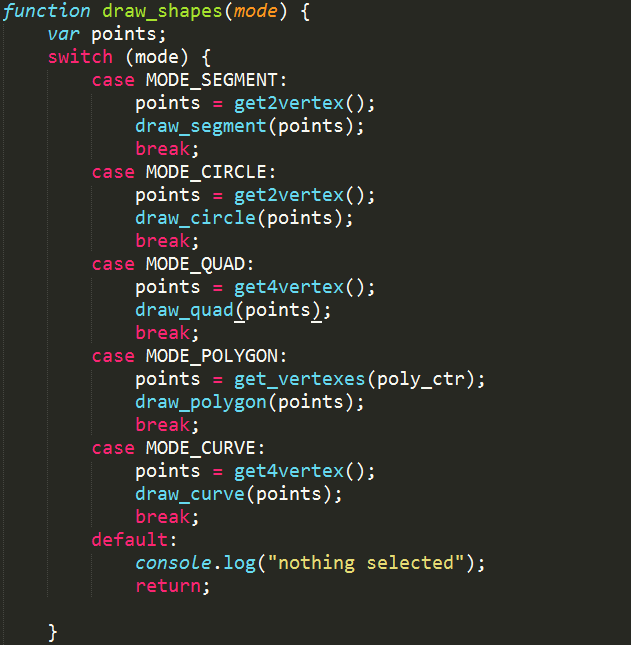 function draw_shapes(mode) {
    var points;
    switch (mode) {
        case MODE_SEGMENT:
            points = get2vertex();
            draw_segment(points);
            break;
        case MODE_CIRCLE:
            points = get2vertex();
            draw_circle(points);
            break;
        case MODE_QUAD:
            points = get4vertex();
            draw_quad(points);
            break;
        case MODE_POLYGON:
            points = get_vertexes(poly_ctr);
            draw_polygon(points);
            break;
        case MODE_CURVE:
            points = get4vertex();
            draw_curve(points);
            break;
        default:
            console.log("nothing selected");
            return;
    }